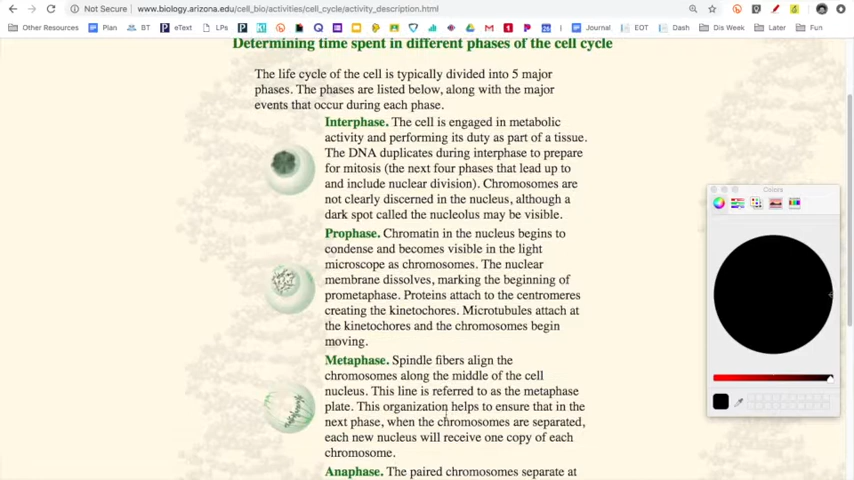 Not Secure
www.biology.arizona.edu/cell_bio/activities/cell_cycle/activity_description.html
Other Resources Plan BT eText LPs Journal EOT Dash Dis Week Later Fun
Determining time spent in different phases of the cell cycle
The life cycle of the cell is typically divided into 5 major
phases. The phases are listed below, along with the major
events that occur during each phase.
Interphase. The cell is engaged in metabolic
activity and performing its duty as part of a tissue.
The DNA duplicates during interphase to prepare
for mitosis (the next four phases that lead up to
and include nuclear division). Chromosomes are
not clearly discerned in the nucleus, although a
dark spot called the nucleolus may be visible.
Prophase. Chromatin in the nucleus begins to
condense and becomes visible in the light
microscope as chromosomes. The nuclear
membrane dissolves, marking the beginning of
prometaphase. Proteins attach to the centromeres
creating the kinetochores. Microtubules attach at
the kinetochores and the chromosomes begin
moving.
Metaphase. Spindle fibers align the
chromosomes along the middle of the cell
nucleus. This line is referred to as the metaphase
plate. This organization helps to ensure that in the
next phase, when the chromosomes are separated,
each new nucleus will receive one copy of each
chromosome.
Anaphase. The paired chromosomes separate at
Colors